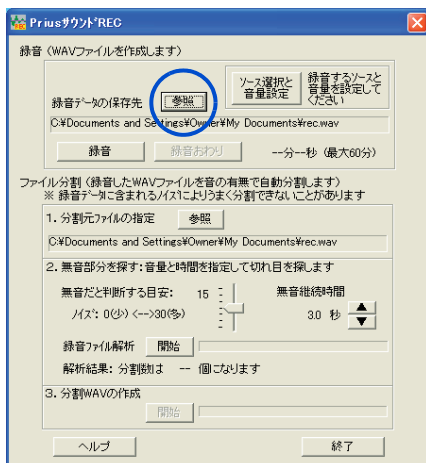 PriusサウンドREC
録音 (WAVファイルを作成します)
録音データの保存先 参照 ソース選択と音量設定 録音するソースと音量を設定してください
C:¥Documents and Settings¥Owner¥My Documents¥rec.wav
録音 録音おわり --分--秒 (最大60分)
ファイル分割 (録音したWAVファイルを音の有無で自動分割します)
※ 録音データに含まれるノイズによりうまく分割できないことがあります
1. 分割元ファイルの指定 参照
C:¥Documents and Settings¥Owner¥My Documents¥rec.wav
2. 無音部分を探す:音量と時間を指定して切れ目を探します
無音だと判断する目安: 15 無音継続時間
ノイズ: 0(少) <-->30(多) 3.0 秒
録音ファイル解析 開始
解析結果: 分割数は -- 個になります
3. 分割WAVの作成
開始
ヘルプ 終了